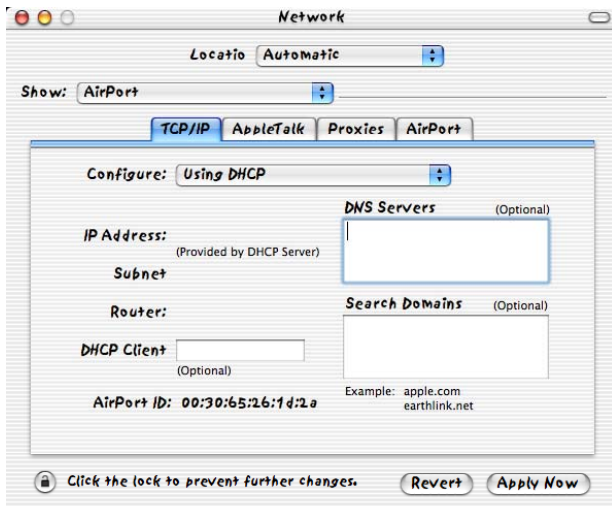 Network
Locatio Automatic
Show: AirPort
TCP/IP AppleTalk Proxies AirPort
Configure: Using DHCP
DNS Servers (Optional)
IP Address:
(Provided by DHCP Server)
Subnet
Router:
Search Domains (Optional)
DHCP Client
(Optional)
Example: apple.com
earthlink.net
AirPort ID: 00:30:65:26:1d:2a
Click the lock to prevent further changes. Revert Apply Now